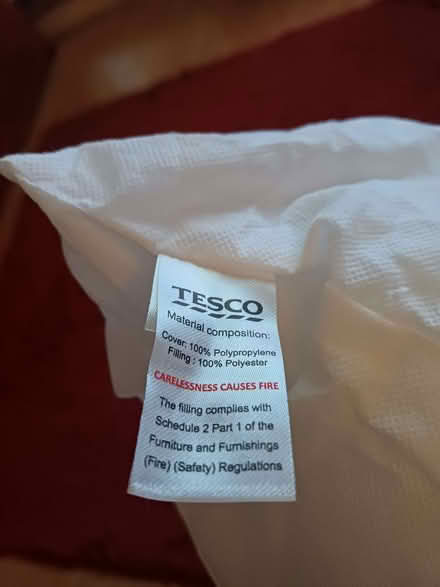 TESCO
Material composition:
Cover: 100% Polypropylene
Filling : 100% Polyester
CARELESSNESS CAUSES FIRE
The filling complies with
Schedule 2 Part 1 of the
Furniture and Furnishings
(Fire) (Safety) Regulations